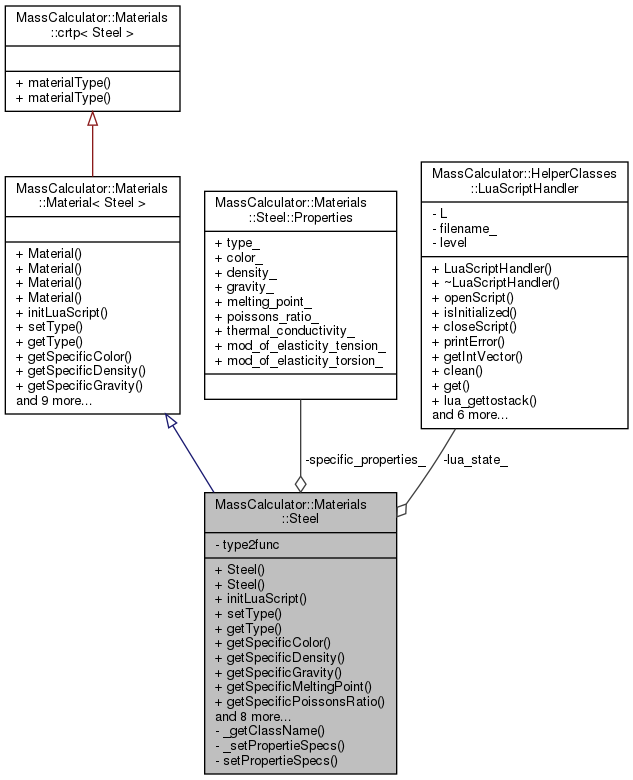 MassCalculator::Materials
::crtp< Steel >
+ materialType()
+ materialType()
MassCalculator::Materials
::Material< Steel >
+ Material()
+ Material()
+ Material()
+ Material()
+ initLuaScript()
+ setType()
+ getType()
+ getSpecificColor()
+ getSpecificDensity()
+ getSpecificGravity()
and 9 more...
MassCalculator::Materials
::Steel::Properties
+ type_
+ color_
+ density_
+ gravity_
+ melting_point_
+ poissons_ratio_
+ thermal_conductivity_
+ mod_of_elasticity_tension_
+ mod_of_elasticity_torsion_
MassCalculator::HelperClasses
::LuaScriptHandler
- L
- filename_
- level
+ LuaScriptHandler()
+ ~LuaScriptHandler()
+ openScript()
+ isInitialized()
+ closeScript()
+ printError()
+ getIntVector()
+ clean()
+ get()
+ lua_gettostack()
and 6 more...
-specific_properties_
-lua_state_
MassCalculator::Materials
::Steel
- type2func
+ Steel()
+ Steel()
+ initLuaScript()
+ setType()
+ getType()
+ getSpecificColor()
+ getSpecificDensity()
+ getSpecificGravity()
+ getSpecificMeltingPoint()
+ getSpecificPoissonsRatio()
and 8 more...
- _getClassName()
- _setPropertieSpecs()
- setPropertieSpecs()